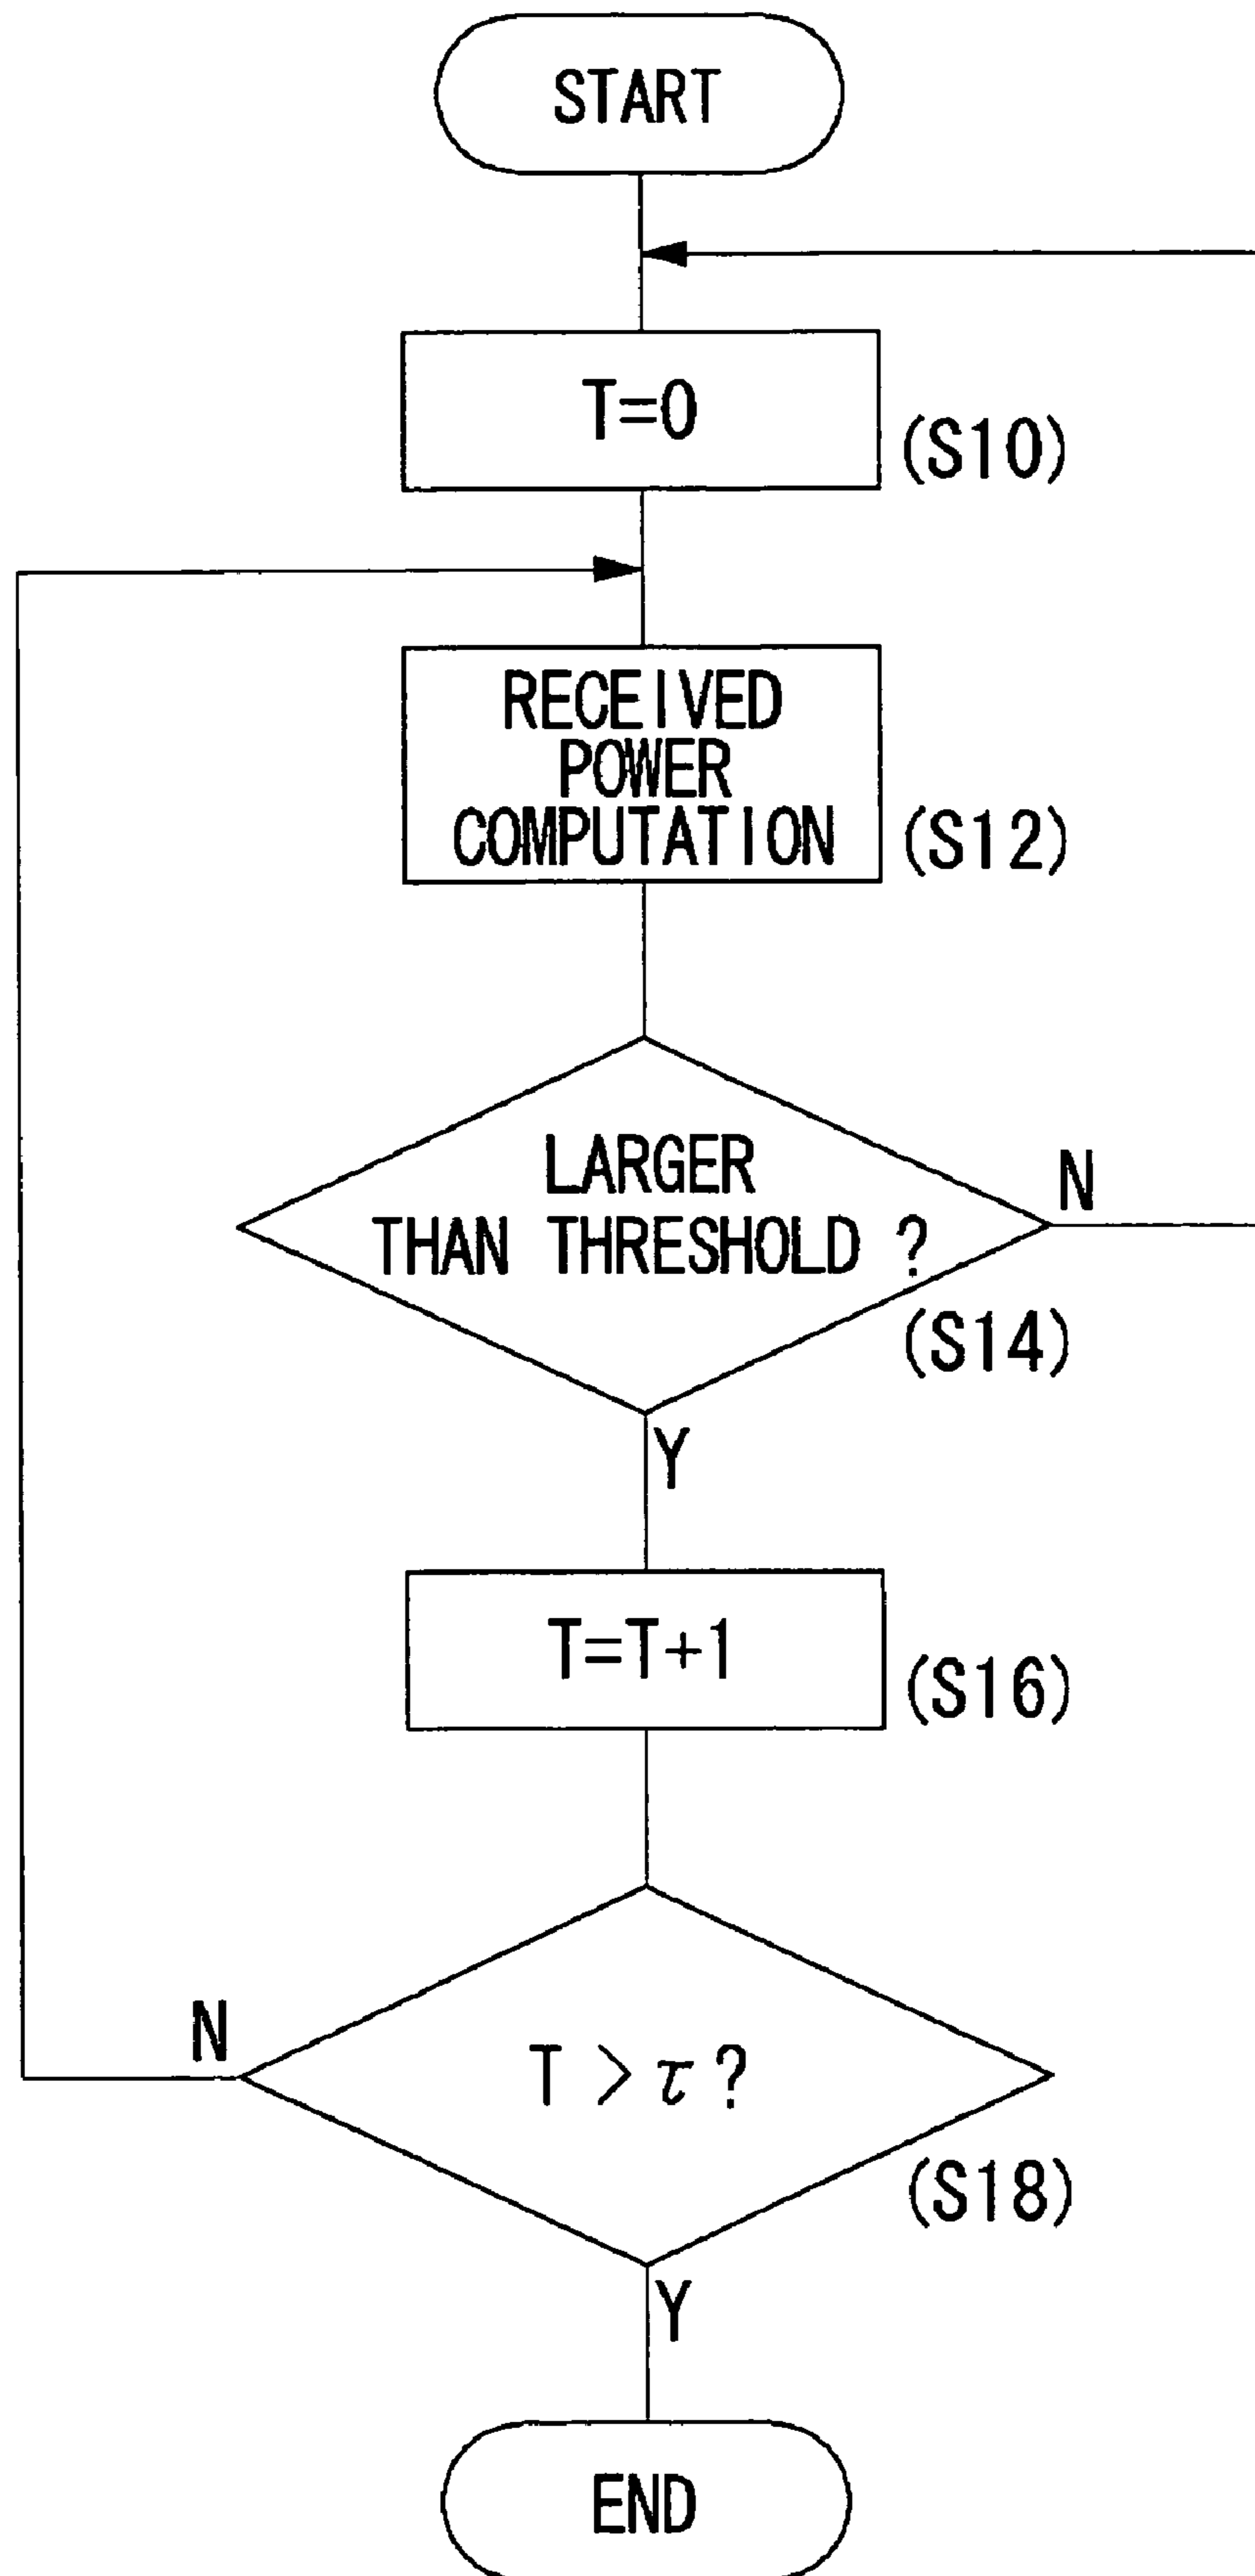 START
T=0
(S10)
RECEIVED
POWER
COMPUTATION
(S12)
LARGER
THAN THRESHOLD ?
N
(S14)
Y
T=T+1
(S16)
N
T > τ ?
(S18)
Y
END